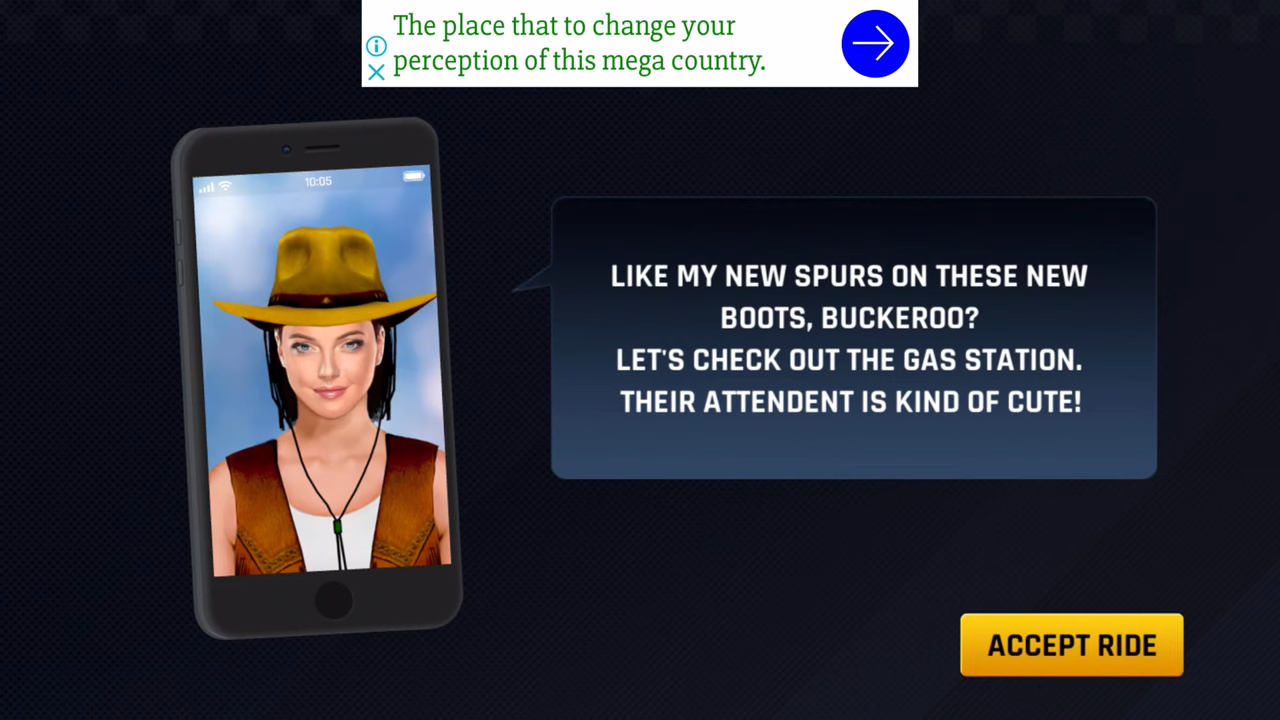 The place that to change your
perception of this mega country.
10:05
LIKE MY NEW SPURS ON THESE NEW
BOOTS, BUCKEROO?
LET'S CHECK OUT THE GAS STATION.
THEIR ATTENDENT IS KIND OF CUTE!
ACCEPT RIDE